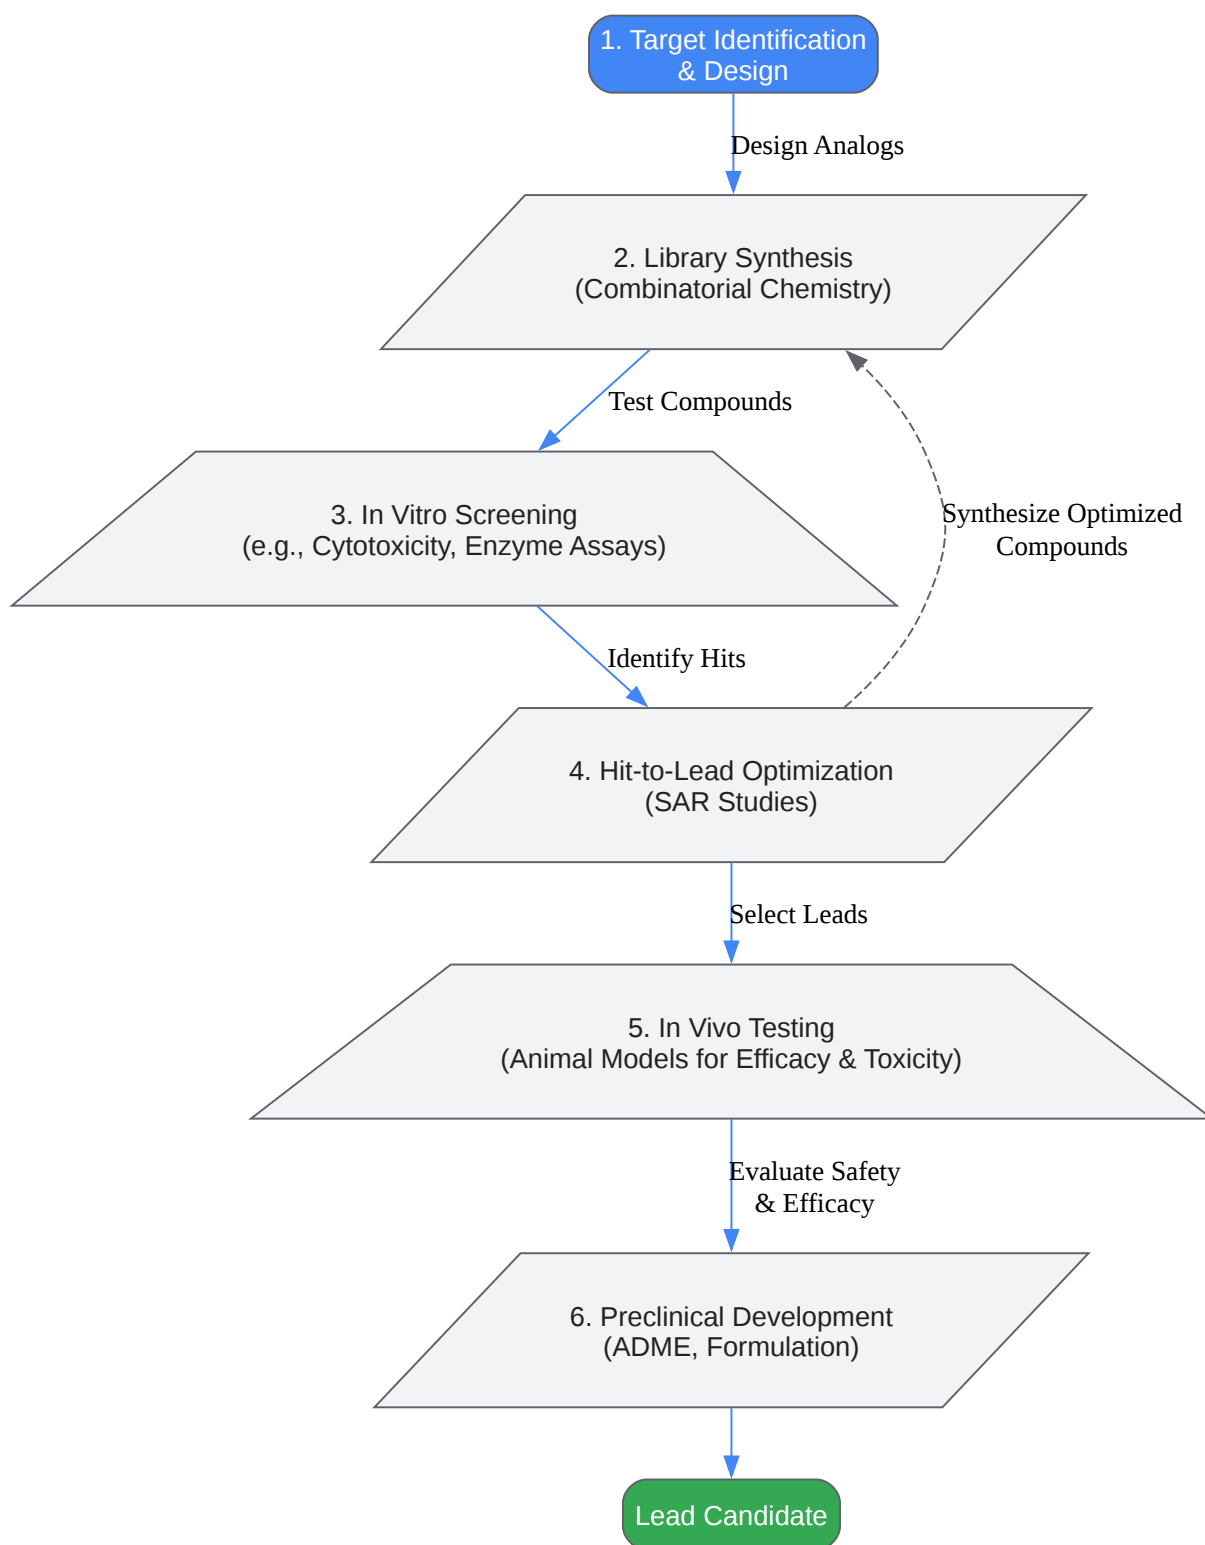 1. Target Identification
& Design
Design Analogs
2. Library Synthesis
(Combinatorial Chemistry)
Test Compounds
3. In Vitro Screening
(e.g., Cytotoxicity, Enzyme Assays)
Synthesize Optimized
Compounds
Identify Hits
4. Hit-to-Lead Optimization
(SAR Studies)
Select Leads
5. In Vivo Testing
(Animal Models for Efficacy & Toxicity)
Evaluate Safety
& Efficacy
6. Preclinical Development
(ADME, Formulation)
Lead Candidate